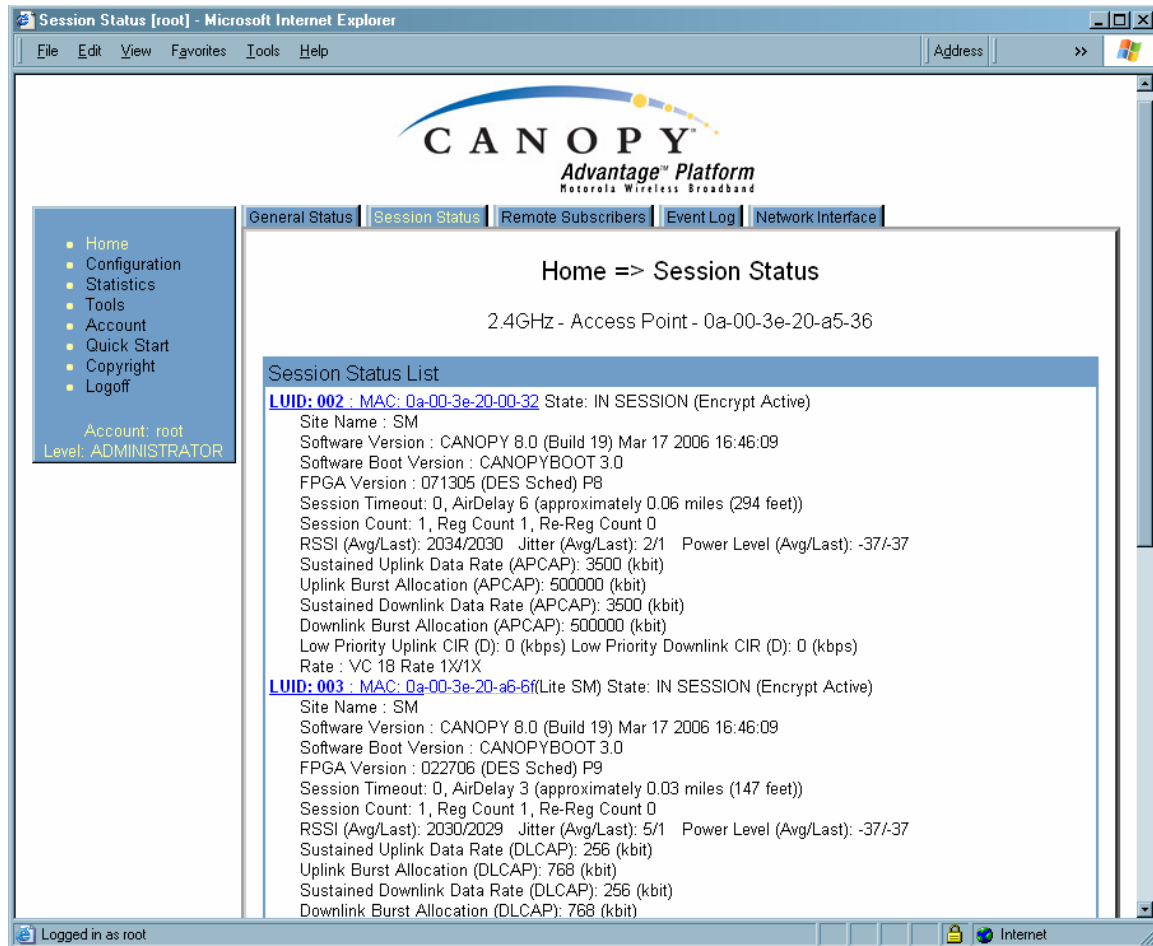 Session Status [root] - Microsoft Internet Explorer
File Edit View Favorites Tools Help
Address
»
CANOPY™
Advantage™ Platform
Motorola Wireless Broadband
General Status Session Status Remote Subscribers Event Log Network Interface
Home
Configuration
Statistics
Tools
Account
Quick Start
Copyright
Logoff
Account: root
Level: ADMINISTRATOR
Home => Session Status
2.4GHz - Access Point - 0a-00-3e-20-a5-36
Session Status List
LUID: 002 : MAC: 0a-00-3e-20-00-32 State: IN SESSION (Encrypt Active)
Site Name : SM
Software Version : CANOPY 8.0 (Build 19) Mar 17 2006 16:46:09
Software Boot Version : CANOPYBOOT 3.0
FPGA Version : 071305 (DES Sched) P8
Session Timeout: 0, AirDelay 6 (approximately 0.06 miles (294 feet))
Session Count: 1, Reg Count 1, Re-Reg Count 0
RSSI (Avg/Last): 2034/2030 Jitter (Avg/Last): 2/1 Power Level (Avg/Last): -37/-37
Sustained Uplink Data Rate (APCAP): 3500 (kbit)
Uplink Burst Allocation (APCAP): 500000 (kbit)
Sustained Downlink Data Rate (APCAP): 3500 (kbit)
Downlink Burst Allocation (APCAP): 500000 (kbit)
Low Priority Uplink CIR (D): 0 (kbps) Low Priority Downlink CIR (D): 0 (kbps)
Rate : VC 18 Rate 1X/1X
LUID: 003 : MAC: 0a-00-3e-20-a6-6f(Lite SM) State: IN SESSION (Encrypt Active)
Site Name : SM
Software Version : CANOPY 8.0 (Build 19) Mar 17 2006 16:46:09
Software Boot Version : CANOPYBOOT 3.0
FPGA Version : 022706 (DES Sched) P9
Session Timeout: 0, AirDelay 3 (approximately 0.03 miles (147 feet))
Session Count: 1, Reg Count 1, Re-Reg Count 0
RSSI (Avg/Last): 2030/2029 Jitter (Avg/Last): 5/1 Power Level (Avg/Last): -37/-37
Sustained Uplink Data Rate (DLCAP): 256 (kbit)
Uplink Burst Allocation (DLCAP): 768 (kbit)
Sustained Downlink Data Rate (DLCAP): 256 (kbit)
Downlink Burst Allocation (DLCAP): 768 (kbit)
Logged in as root
Internet